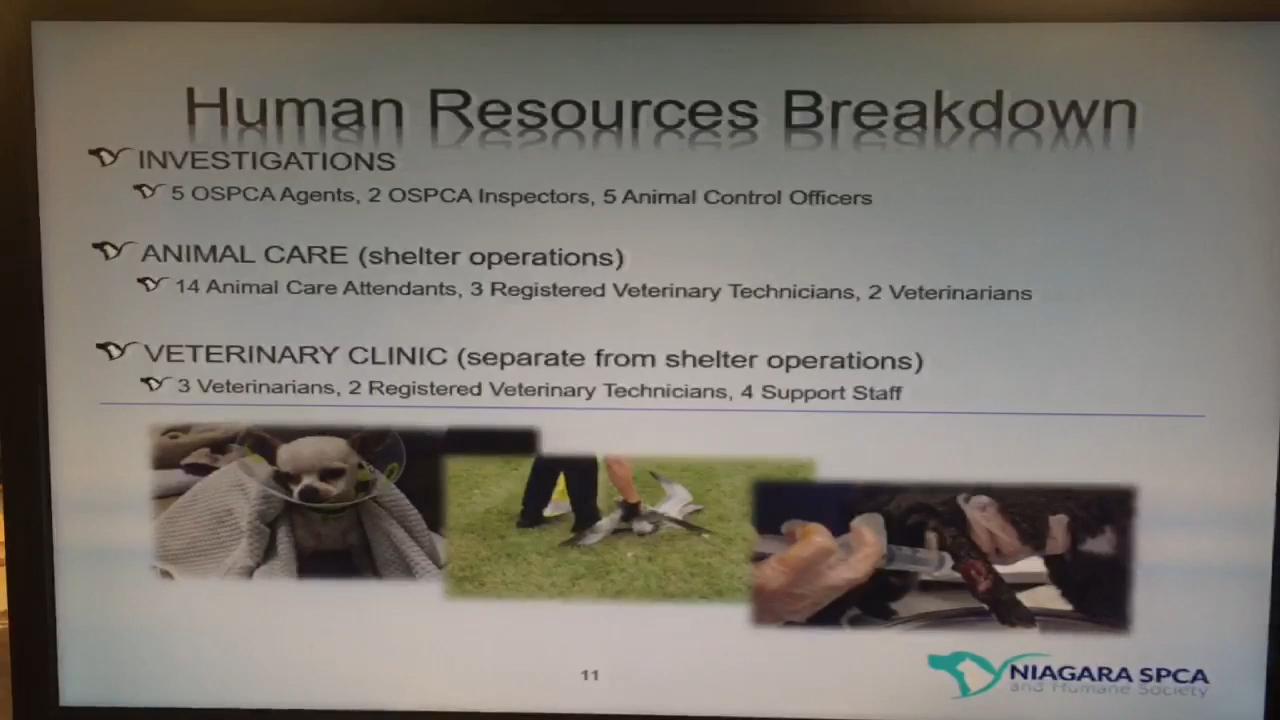 Human Resources Breakdown
INVESTIGATIONS
5 OSPCA Agents, 2 OSPCA Inspectors, 5 Animal Control Officers
ANIMAL CARE (shelter operations)
14 Animal Care Attendants, 3 Registered Veterinary Technicians, 2 Veterinarians
VETERINARY CLINIC (separate from shelter operations)
3 Veterinarians, 2 Registered Veterinary Technicians, 4 Support Staff
11
NIAGARA SPCA
and Humane Society